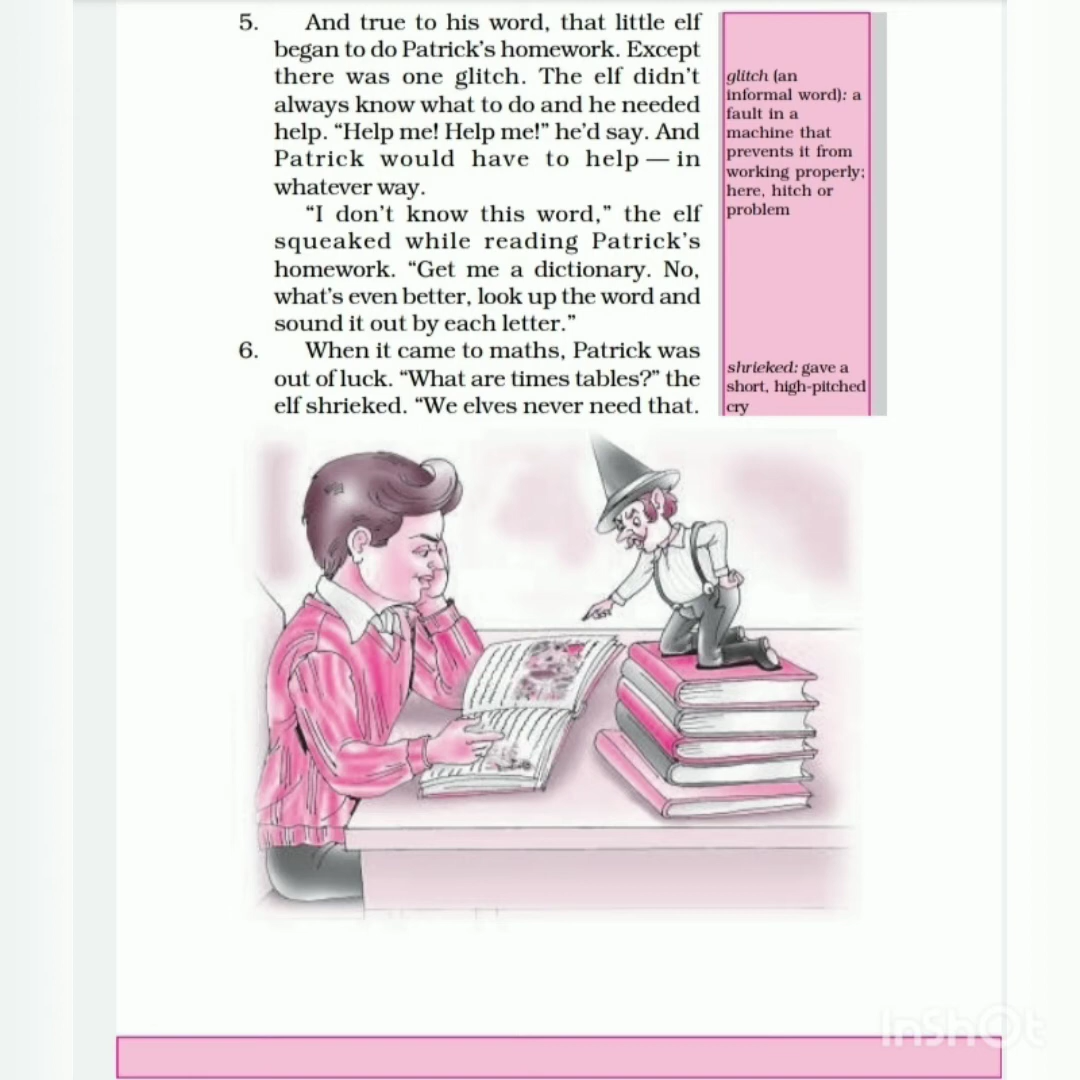 5. And true to his word, that little elf
began to do Patrick's homework. Except
there was one glitch. The elf didn't
always know what to do and he needed
help. “Help me! Help me!” he'd say. And
Patrick would have to help — in
whatever way.
“I don't know this word,” the elf
squeaked while reading Patrick's
homework. “Get me a dictionary. No,
what's even better, look up the word and
sound it out by each letter.”
6. When it came to maths, Patrick was
out of luck. “What are times tables?” the
elf shrieked. “We elves never need that.
glitch (an
informal word): a
fault in a
machine that
prevents it from
working properly;
here, hitch or
problem
shrieked: gave a
short, high-pitched
cry
InShOt